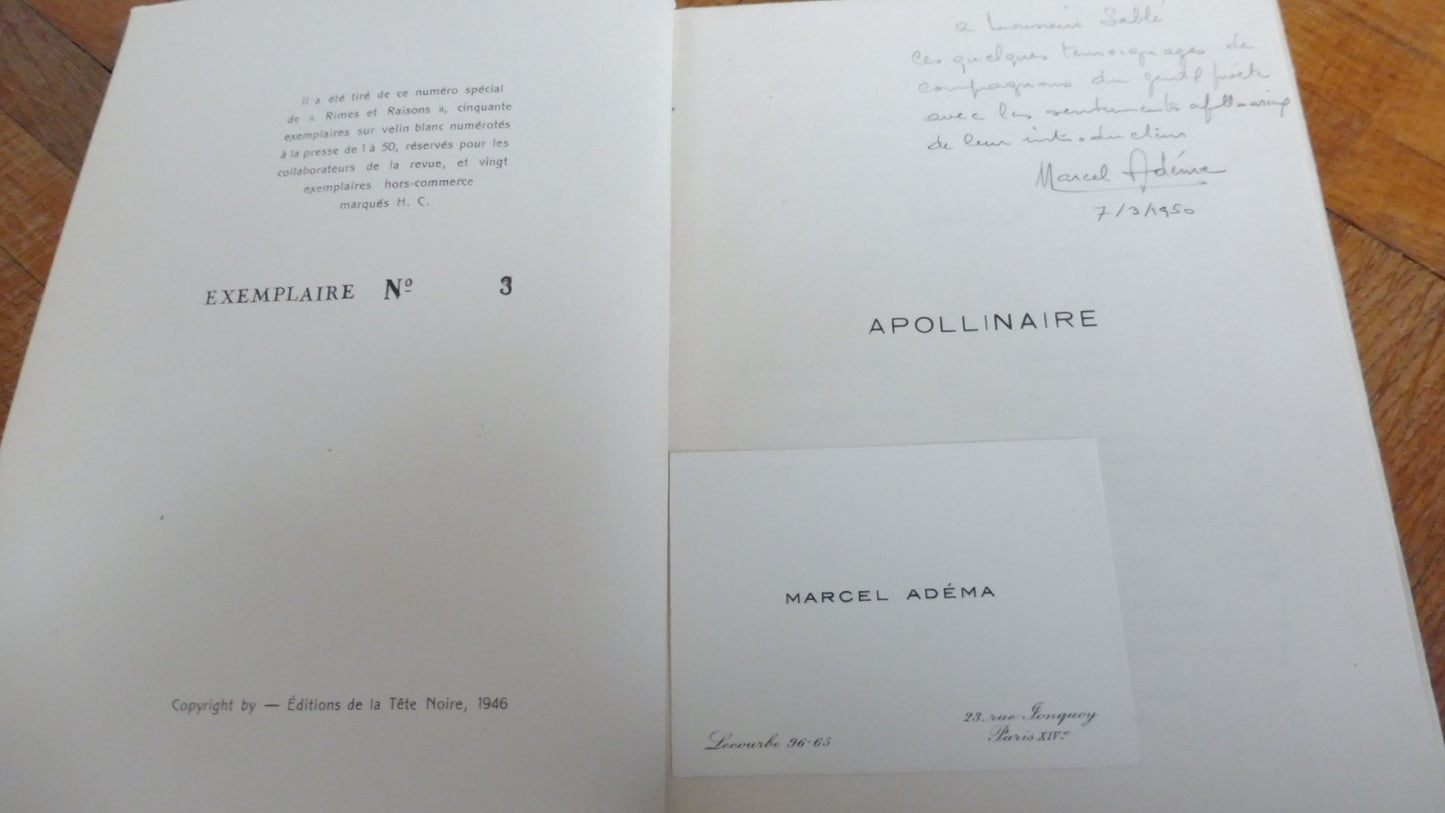 Il a été tiré de ce numéro spécial
de « Rimes et Raisons », cinquante
exemplaires sur velin blanc numérotés
à la presse de 1 à 50, réservés pour les
collaborateurs de la revue, et vingt
exemplaires hors-commerce
marqués H. C.
EXEMPLAIRE Nº 3
Copyright by — Éditions de la Tête Noire, 1946
a Monsieur Sablé
ces quelques temoignages de
compagnons du poète
avec les sentiments
de leur
Marcel Adéma
7/3/1950
APOLLINAIRE
MARCEL ADÉMA
Lecourbe 96-65
23, rue Jonquoy
Paris XIVº